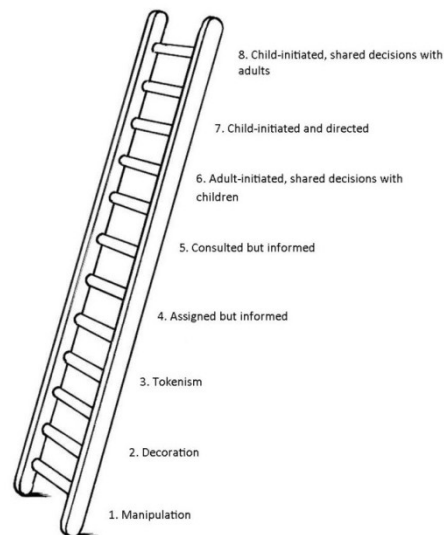 8. Child-initiated, shared decisions with
adults
7. Child-initiated and directed
6. Adult-initiated, shared decisions with
children
5. Consulted but informed
4. Assigned but informed
3. Tokenism
2. Decoration
1. Manipulation